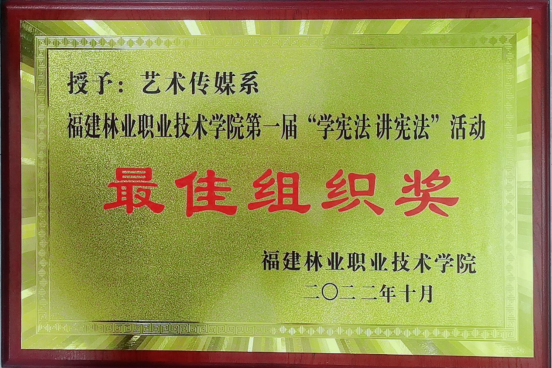 授予：艺术传媒系
福建林业职业技术学院第一届“学宪法 讲宪法”活动
最佳组织奖
福建林业职业技术学院
二〇二二年十月